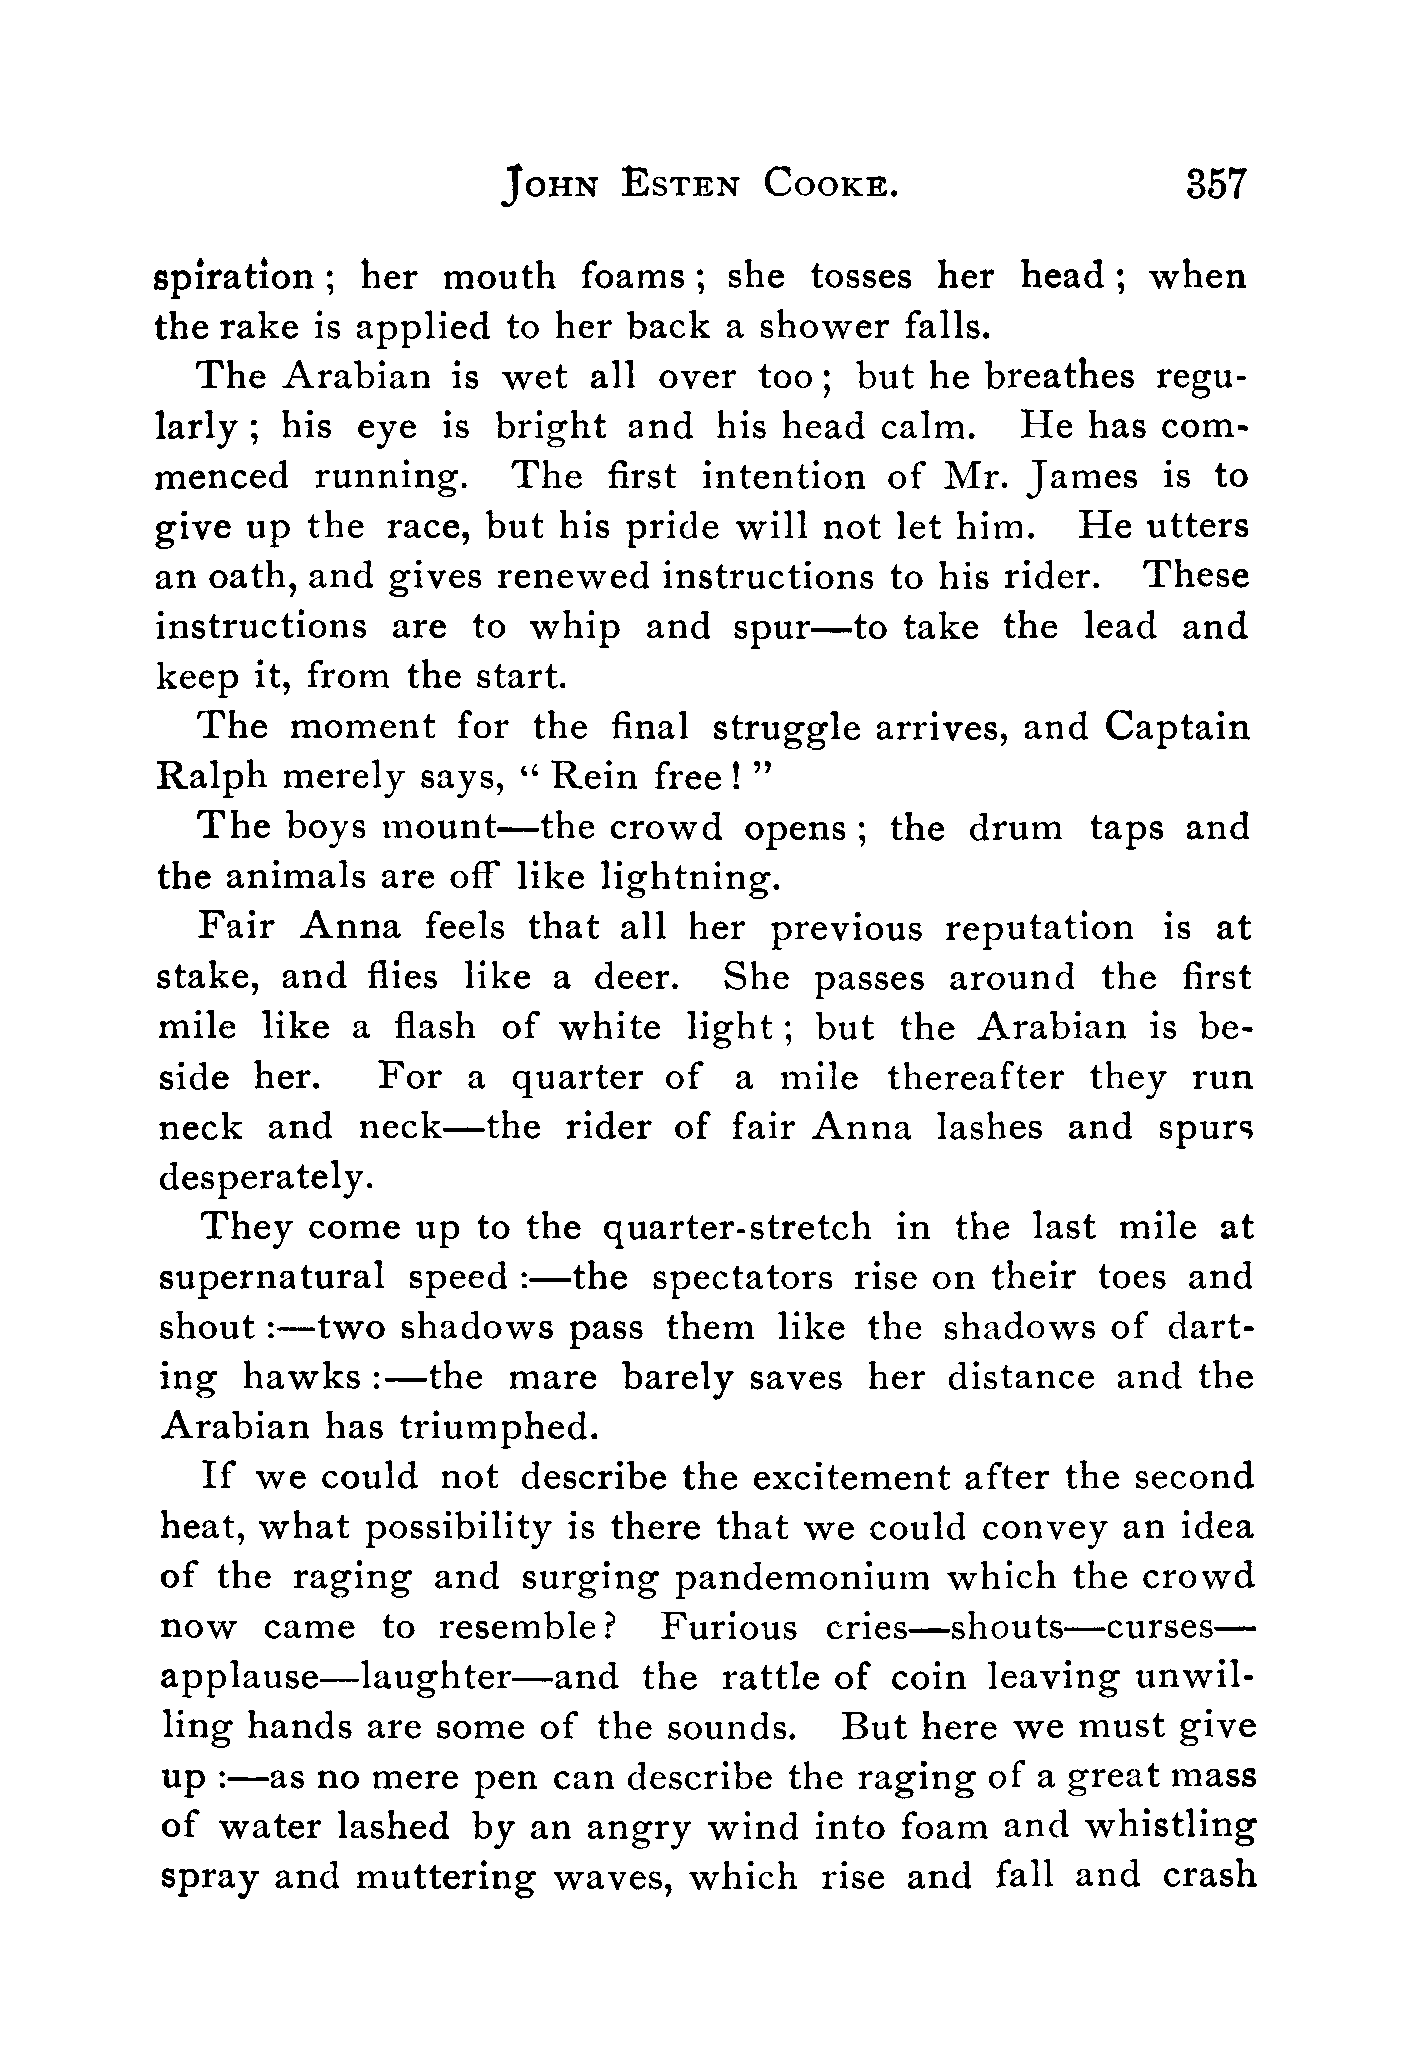 JOHN ESTEN COOKE. 357
spiration ; her mouth foams ; she tosses her head ; when
the rake is applied to her back a shower falls.
The Arabian is wet all over too ; but he breathes regu-
larly ; his eye is bright and his head calm. He has com-
menced running. The first intention of Mr. James is to
give up the race, but his pride will not let him. He utters
an oath, and gives renewed instructions to his rider. These
instructions are to whip and spur—to take the lead and
keep it, from the start.
The moment for the final struggle arrives, and Captain
Ralph merely says, “ Rein free ! ”
The boys mount—the crowd opens ; the drum taps and
the animals are off like lightning.
Fair Anna feels that all her previous reputation is at
stake, and flies like a deer. She passes around the first
mile like a flash of white light ; but the Arabian is be-
side her. For a quarter of a mile thereafter they run
neck and neck—the rider of fair Anna lashes and spurs
desperately.
They come up to the quarter-stretch in the last mile at
supernatural speed :—the spectators rise on their toes and
shout :—two shadows pass them like the shadows of dart-
ing hawks :—the mare barely saves her distance and the
Arabian has triumphed.
If we could not describe the excitement after the second
heat, what possibility is there that we could convey an idea
of the raging and surging pandemonium which the crowd
now came to resemble? Furious cries—shouts—curses—
applause—laughter—and the rattle of coin leaving unwil-
ling hands are some of the sounds. But here we must give
up :—as no mere pen can describe the raging of a great mass
of water lashed by an angry wind into foam and whistling
spray and muttering waves, which rise and fall and crash